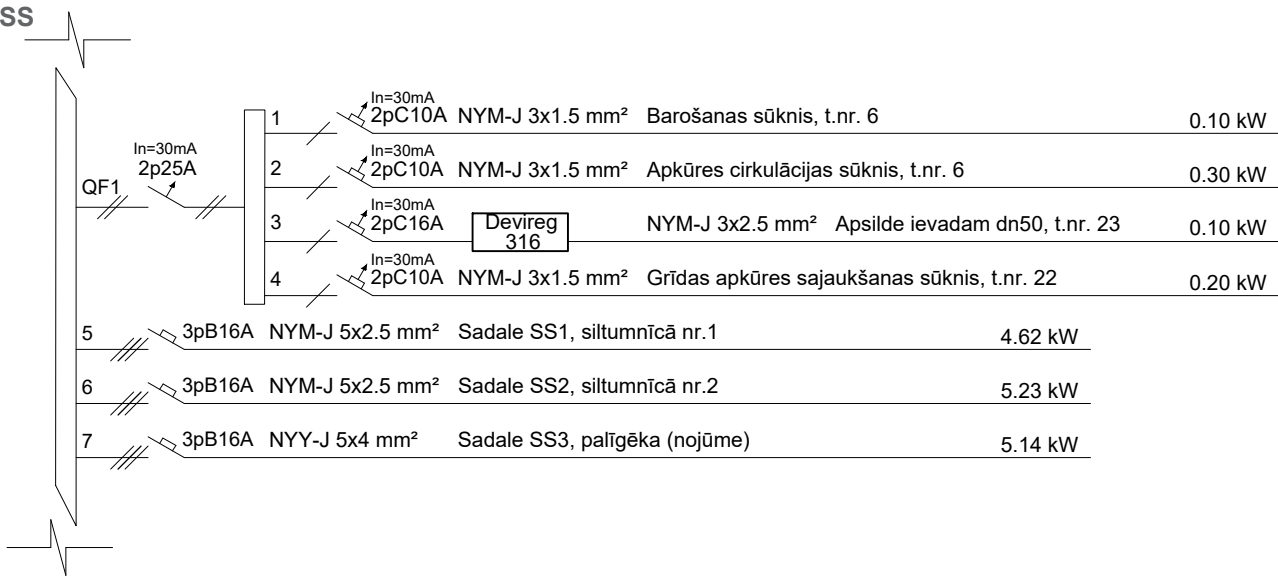 SS
In=30mA
1 2pC10A NYM-J 3x1.5 mm² Barošanas sūknis, t.nr. 6 0.10 kW
In=30mA
QF1 2p25A
In=30mA
2 2pC10A NYM-J 3x1.5 mm² Apkūres cirkulācijas sūknis, t.nr. 6 0.30 kW
In=30mA
3 2pC16A Devireg 316 NYM-J 3x2.5 mm² Apsilde ievadam dn50, t.nr. 23 0.10 kW
In=30mA
4 2pC10A NYM-J 3x1.5 mm² Grīdas apkūres sajaukšanas sūknis, t.nr. 22 0.20 kW
5 3pB16A NYM-J 5x2.5 mm² Sadale SS1, siltumnīcā nr.1 4.62 kW
6 3pB16A NYM-J 5x2.5 mm² Sadale SS2, siltumnīcā nr.2 5.23 kW
7 3pB16A NYY-J 5x4 mm² Sadale SS3, palīgēka (nojūme) 5.14 kW